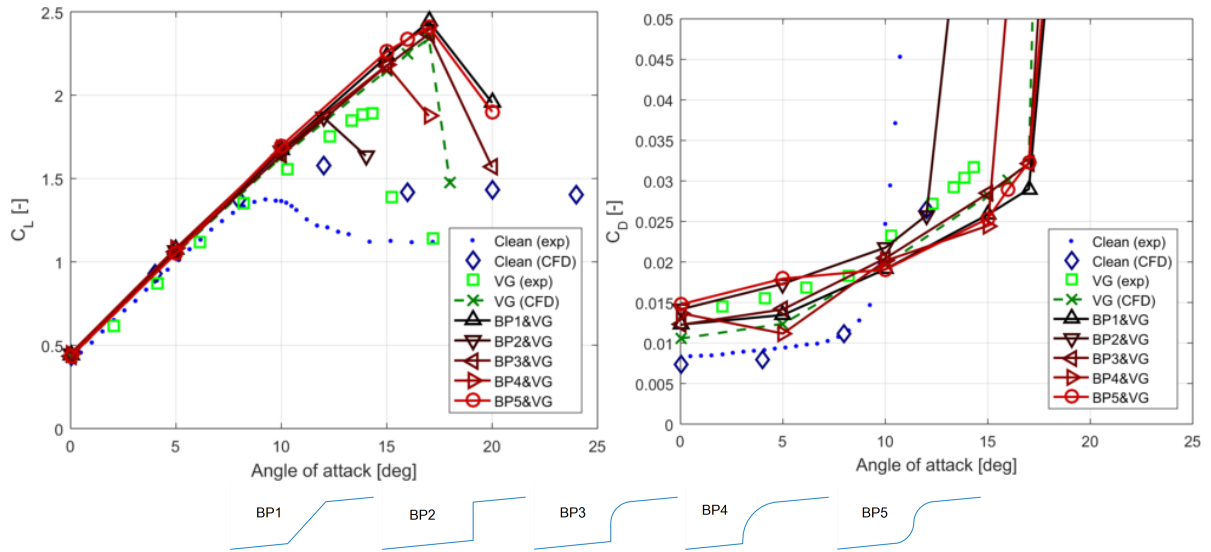 2.5
2
1.5
1
0.5
0
C_L [-]
0 5 10 15 20 25
Angle of attack [deg]
Clean (exp)
Clean (CFD)
VG (exp)
VG (CFD)
BP1&VG
BP2&VG
BP3&VG
BP4&VG
BP5&VG
0.05
0.045
0.04
0.035
0.03
0.025
0.02
0.015
0.01
0.005
0
C_D [-]
0 5 10 15 20 25
Angle of attack [deg]
Clean (exp)
Clean (CFD)
VG (exp)
VG (CFD)
BP1&VG
BP2&VG
BP3&VG
BP4&VG
BP5&VG
BP1 BP2 BP3 BP4 BP5